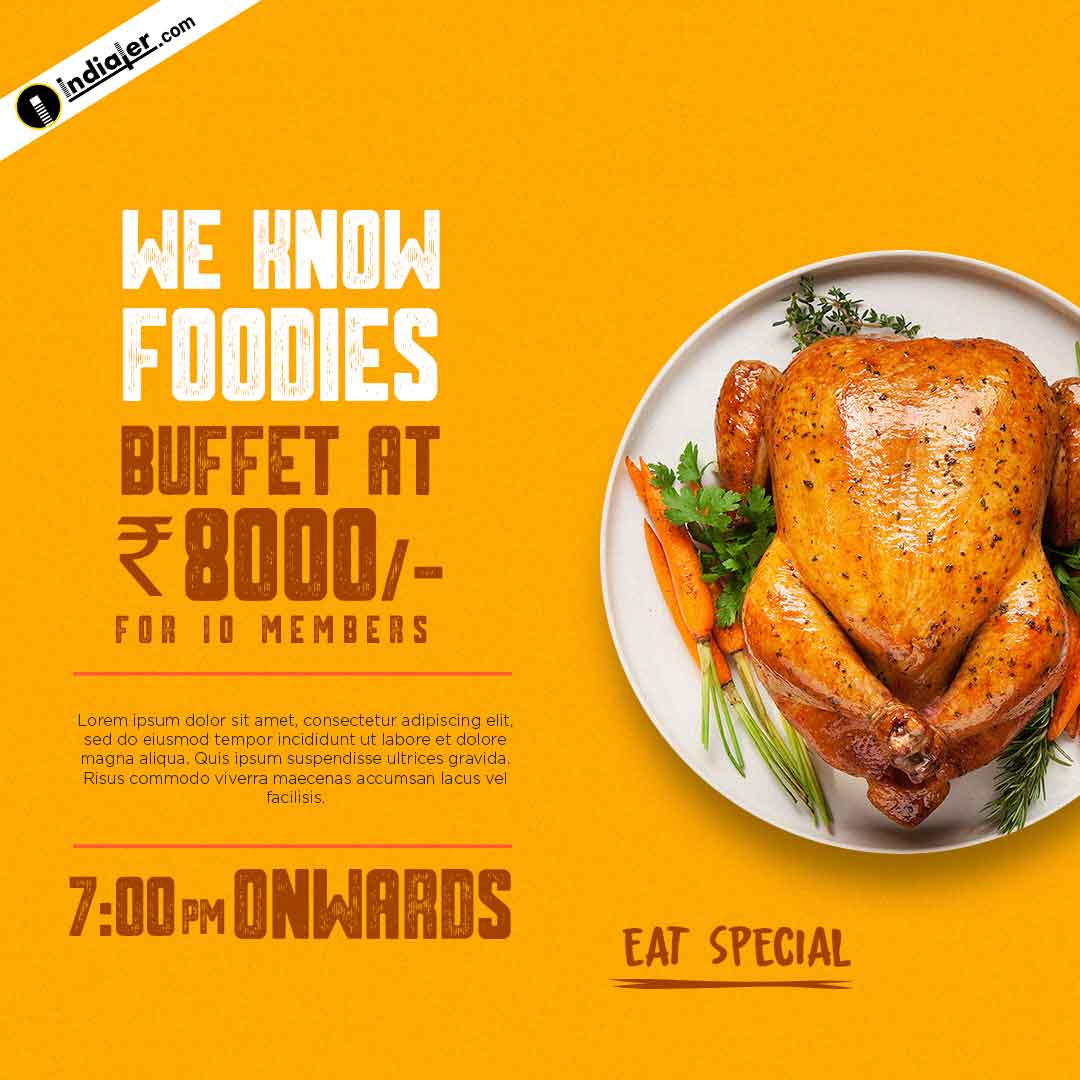 indiater.com
WE KNOW
FOODIES
BUFFET AT
₹8000/-
FOR 10 MEMBERS
Lorem ipsum dolor sit amet, consectetur adipiscing elit,
sed do eiusmod tempor incididunt ut labore et dolore
magna aliqua. Quis ipsum suspendisse ultrices gravida.
Risus commodo viverra maecenas accumsan lacus vel
facilisis.
7:00 PM ONWARDS
EAT SPECIAL